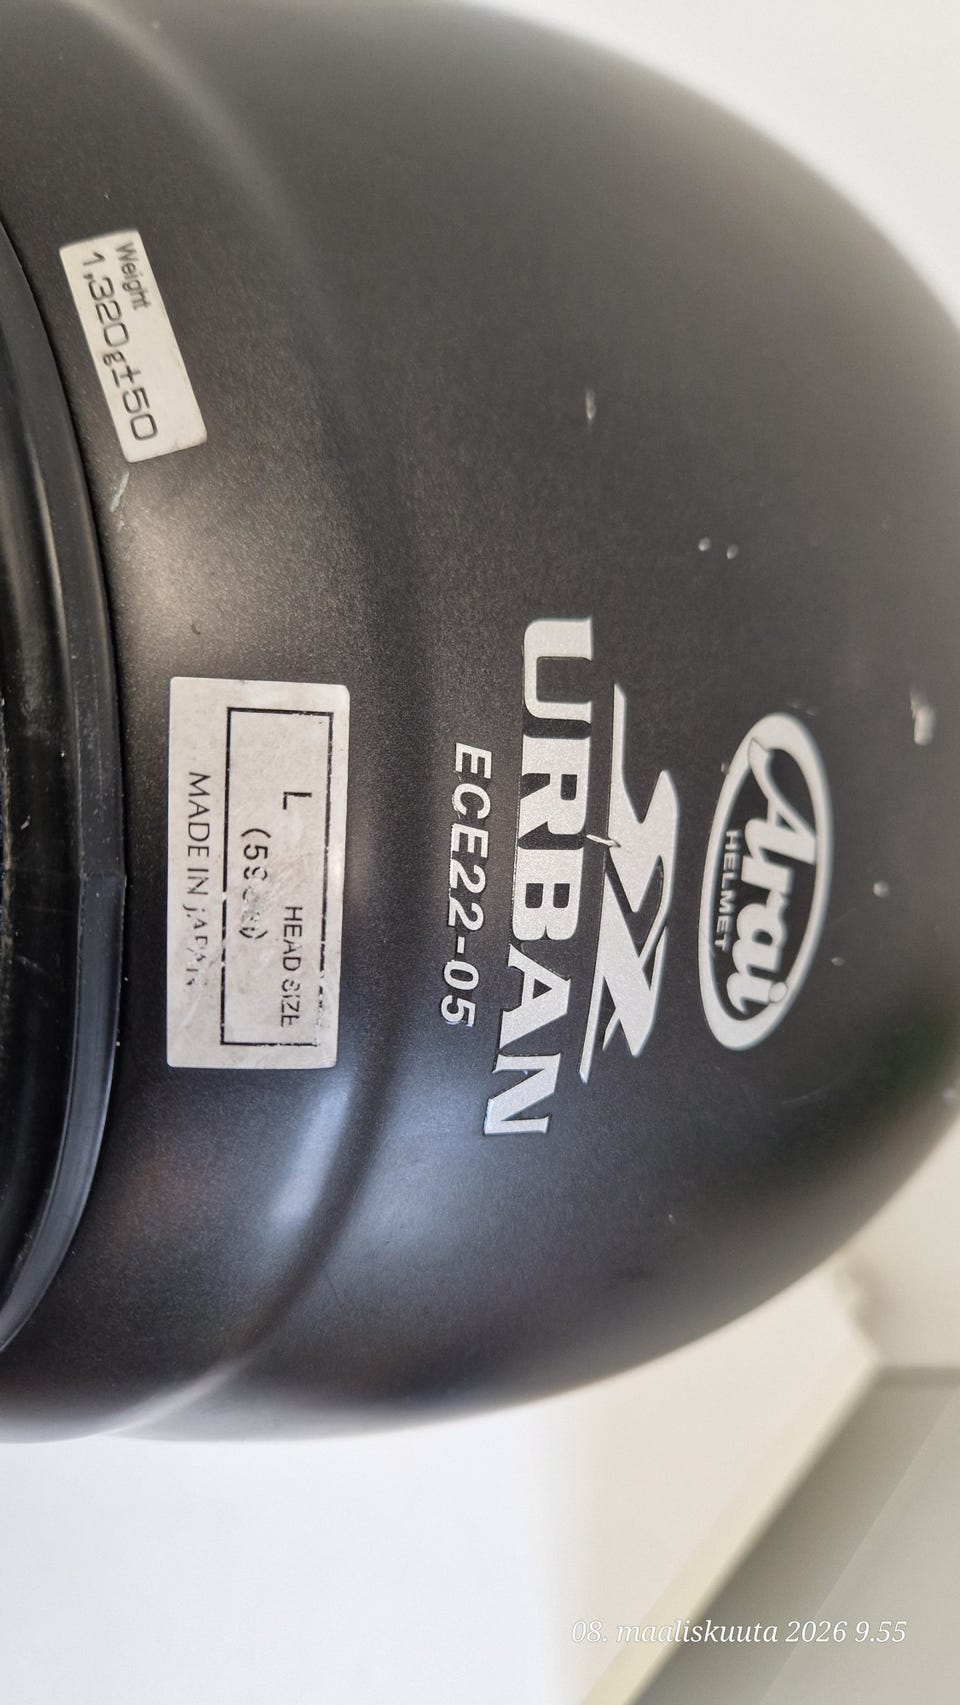 Arai
HELMET
SZ
URBAN
ECE22-05
HEAD SIZE
L
MADE IN JAPAN
Weight
1,320g±50
08. maaliskuuta 2026 9.55